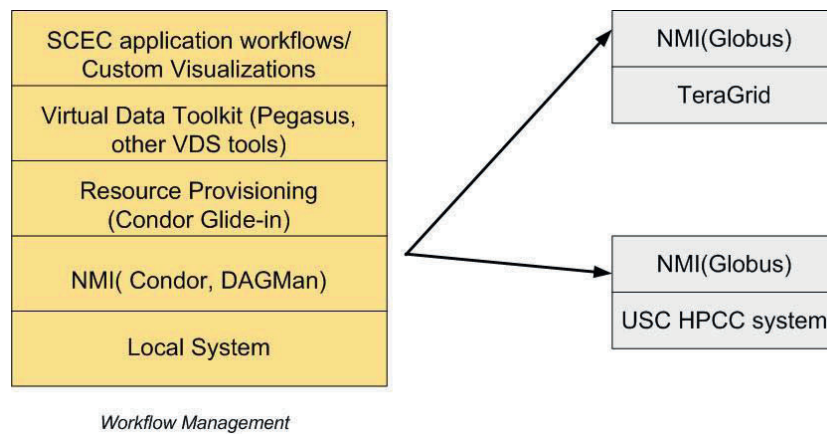 SCEC application workflows/
Custom Visualizations
Virtual Data Toolkit (Pegasus,
other VDS tools)
Resource Provisioning
(Condor Glide-in)
NMI( Condor, DAGMan)
Local System
Workflow Management
NMI(Globus)
TeraGrid
NMI(Globus)
USC HPCC system